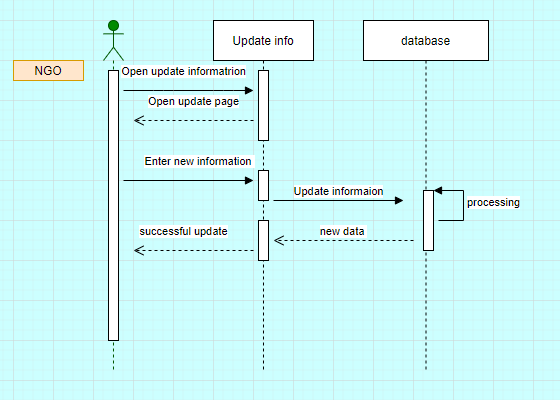 Update info
database
NGO
Open update informatrion
Open update page
Enter new information
Update informaion
processing
successful update
new data